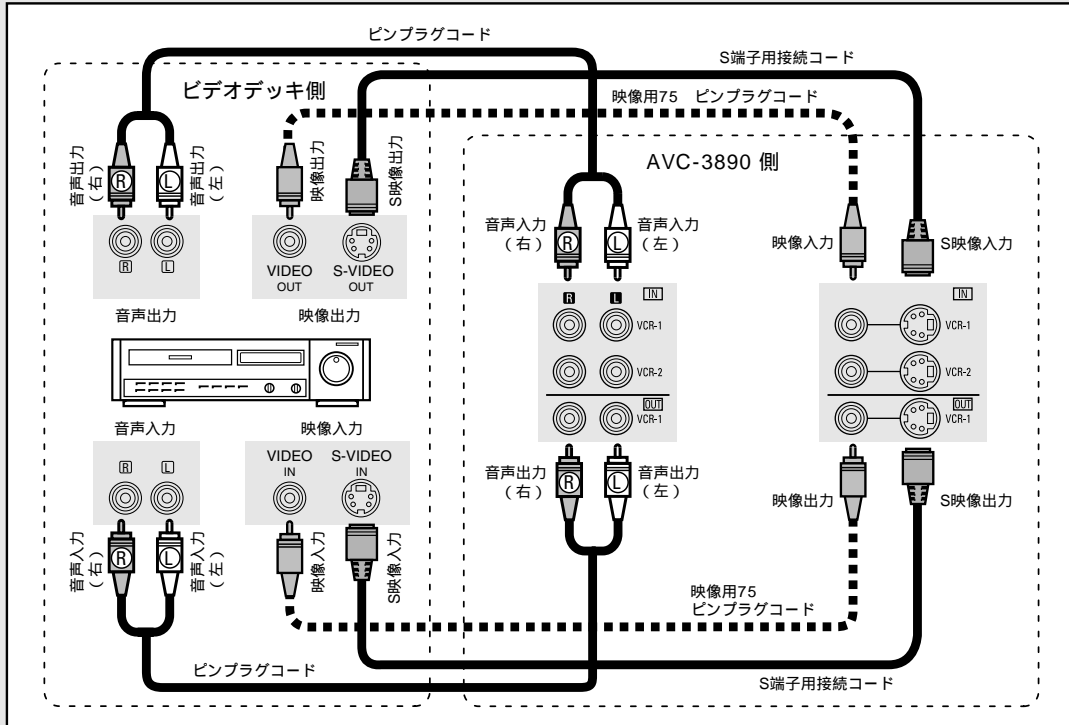 ピンプラグコード
S端子用接続コード
ビデオデッキ側
映像用75 ピンプラグコード
AVC-3890 側
音声出力
（右）
R
L
音声出力
（左）
映像出力
S映像出力
R
L
VIDEO
OUT
S-VIDEO
OUT
音声出力
映像出力
音声入力
（右）
R
L
音声入力
（左）
映像入力
S映像入力
R
L
IN
VCR-1
VCR-2
OUT
VCR-1
IN
VCR-1
VCR-2
OUT
VCR-1
音声入力
映像入力
R
L
VIDEO
IN
S-VIDEO
IN
音声入力
（右）
R
L
音声入力
（左）
映像入力
S映像入力
音声出力
（右）
R
L
音声出力
（左）
映像出力
S映像出力
映像用75
ピンプラグコード
ピンプラグコード
S端子用接続コード